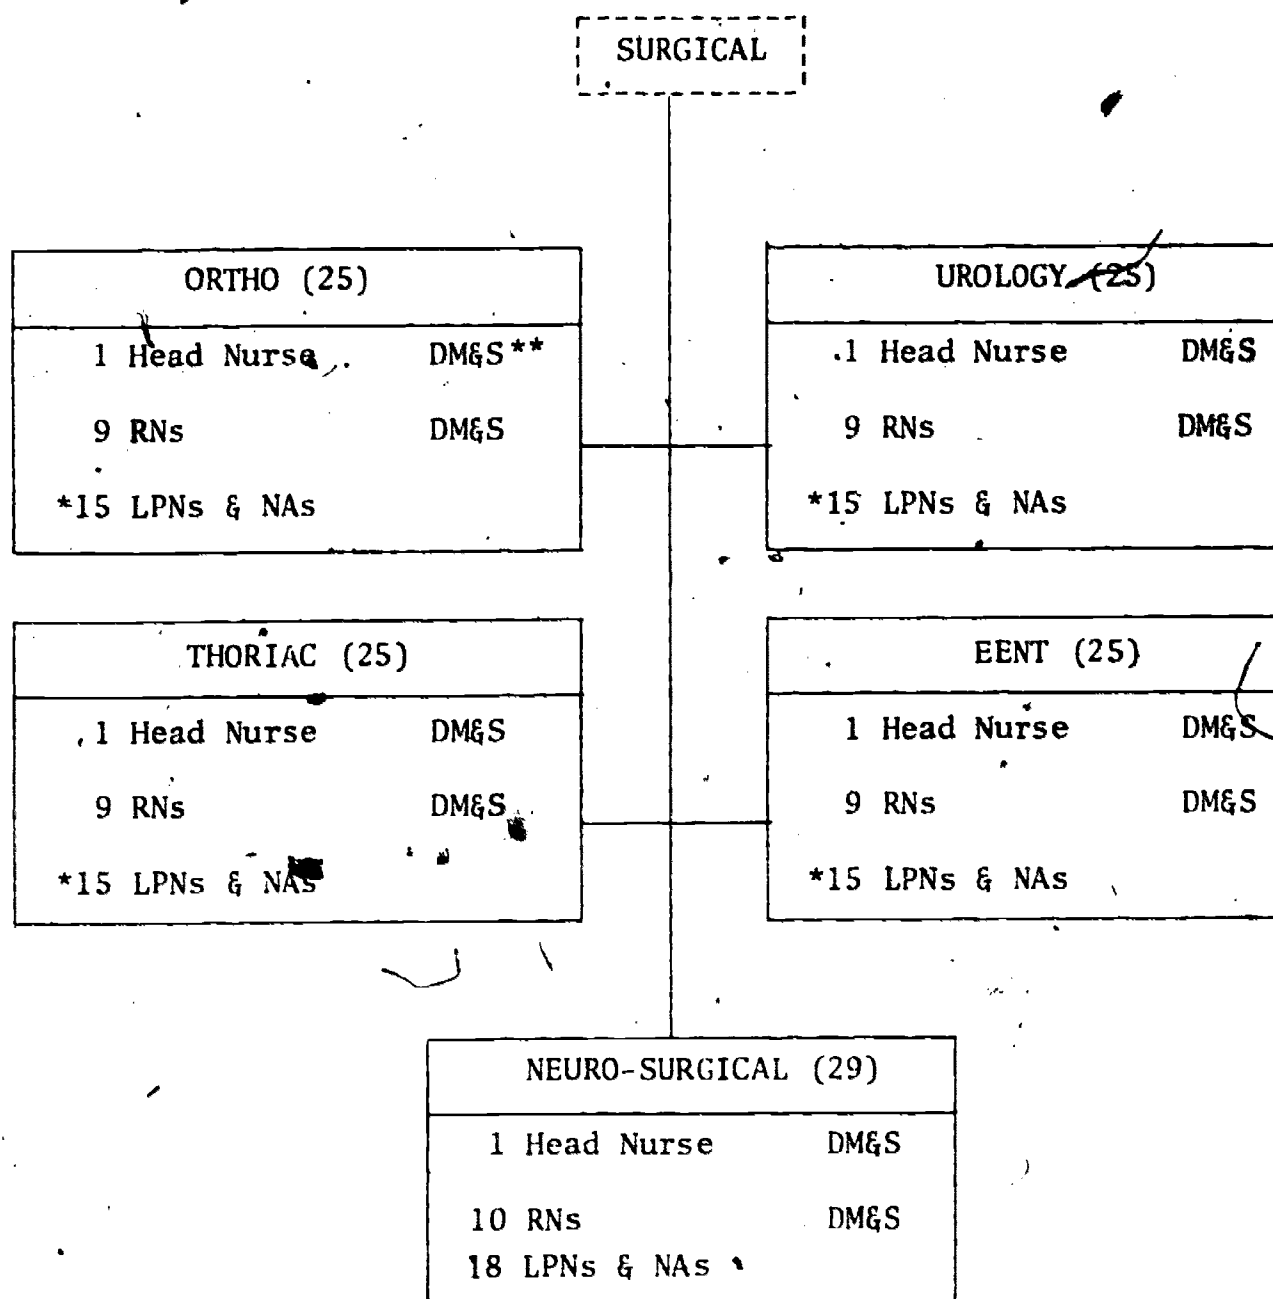 SURGICAL
ORTHO (25)
1 Head Nurse DM&S**
9 RNs DM&S
*15 LPNs & NAs
UROLOGY (25)
1 Head Nurse DM&S
9 RNs DM&S
*15 LPNs & NAs
THORIAC (25)
1 Head Nurse DM&S
9 RNs DM&S
*15 LPNs & NAs
EENT (25)
1 Head Nurse DM&S
9 RNs DM&S
*15 LPNs & NAs
NEURO-SURGICAL (29)
1 Head Nurse DM&S
10 RNs DM&S
18 LPNs & NAs